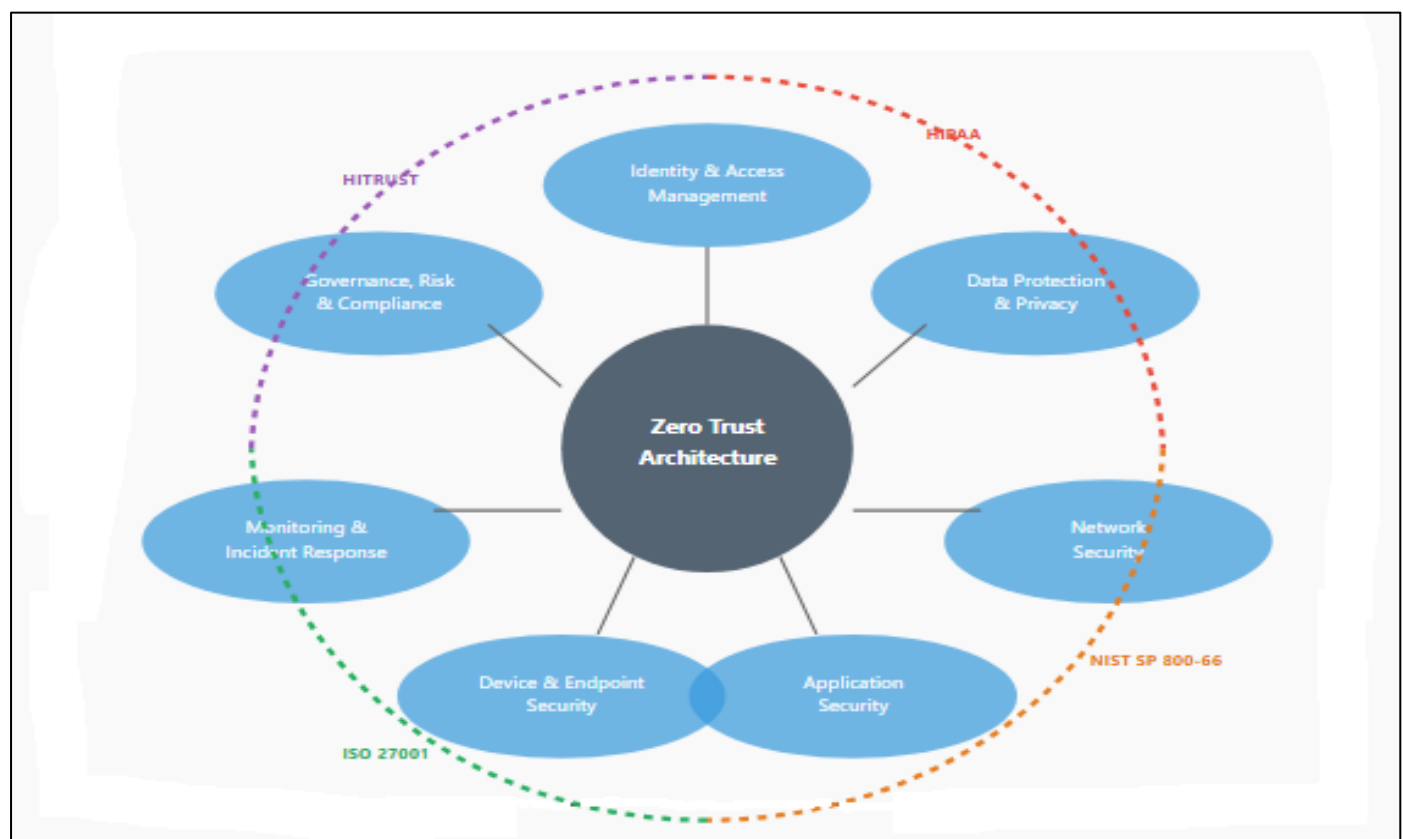 HIPAA
Identity & Access
Management
HITRUST
Governance, Risk
& Compliance
Data Protection
& Privacy
Zero Trust
Architecture
Monitoring &
Incident Response
Network
Security
NIST SP 800-66
Device & Endpoint
Security
Application
Security
ISO 27001